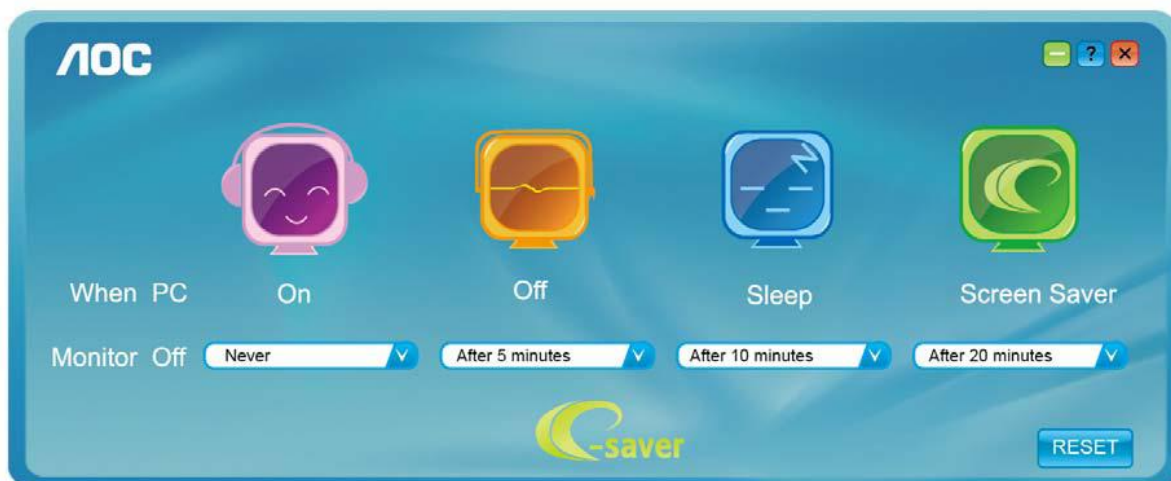 AOC
?
When PC On Off Sleep Screen Saver
Monitor Off Never After 5 minutes After 10 minutes After 20 minutes
e-saver
RESET